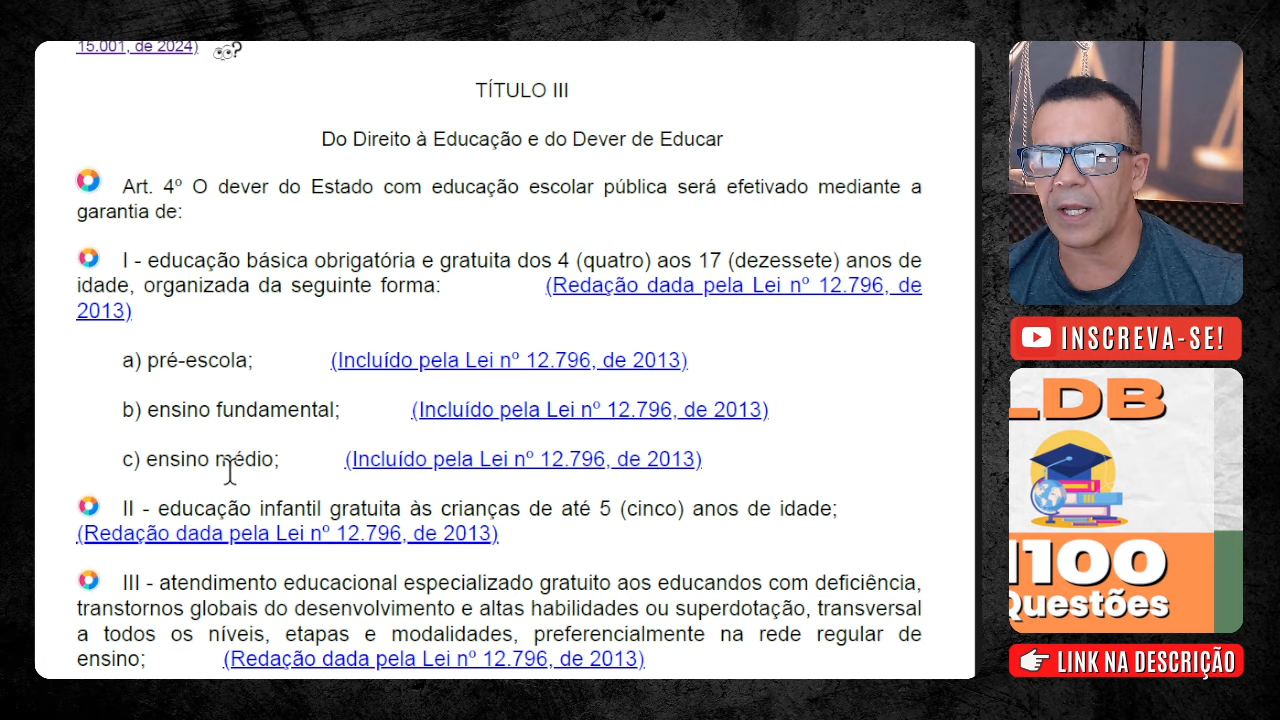 15.001, de 2024)
TÍTULO III
Do Direito à Educação e do Dever de Educar
Art. 4º O dever do Estado com educação escolar pública será efetivado mediante a
garantia de:
I - educação básica obrigatória e gratuita dos 4 (quatro) aos 17 (dezessete) anos de
idade, organizada da seguinte forma: (Redação dada pela Lei nº 12.796, de
2013)
a) pré-escola; (Incluído pela Lei nº 12.796, de 2013)
b) ensino fundamental; (Incluído pela Lei nº 12.796, de 2013)
c) ensino médio; (Incluído pela Lei nº 12.796, de 2013)
II - educação infantil gratuita às crianças de até 5 (cinco) anos de idade;
(Redação dada pela Lei nº 12.796, de 2013)
III - atendimento educacional especializado gratuito aos educandos com deficiência,
transtornos globais do desenvolvimento e altas habilidades ou superdotação, transversal
a todos os níveis, etapas e modalidades, preferencialmente na rede regular de
ensino; (Redação dada pela Lei nº 12.796, de 2013)
INSCREVA-SE!
LDB
1100
Questões
LINK NA DESCRIÇÃO